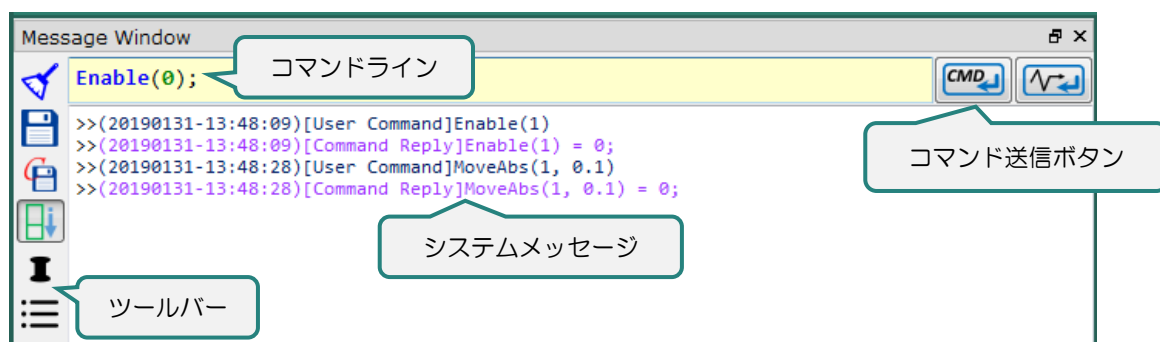 Message Window
コマンドライン
Enable(0);
CMD
>>(20190131-13:48:09)[User Command]Enable(1)
>>(20190131-13:48:09)[Command Reply]Enable(1) = 0;
>>(20190131-13:48:28)[User Command]MoveAbs(1, 0.1)
>>(20190131-13:48:28)[Command Reply]MoveAbs(1, 0.1) = 0;
コマンド送信ボタン
システムメッセージ
ツールバー